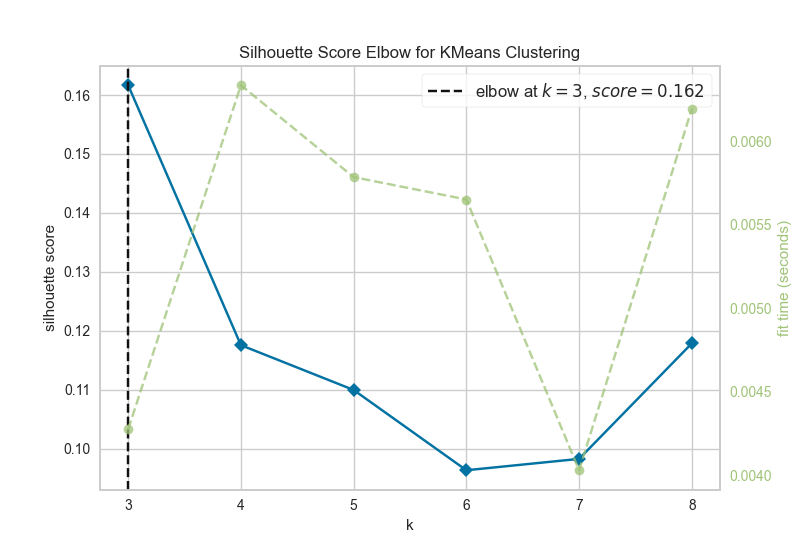 Silhouette Score Elbow for KMeans Clustering
elbow at k = 3, score = 0.162
silhouette score
0.16
0.15
0.14
0.13
0.12
0.11
0.10
0.0060
0.0055
0.0050
0.0045
0.0040
fit time (seconds)
3 4 5 6 7 8
k